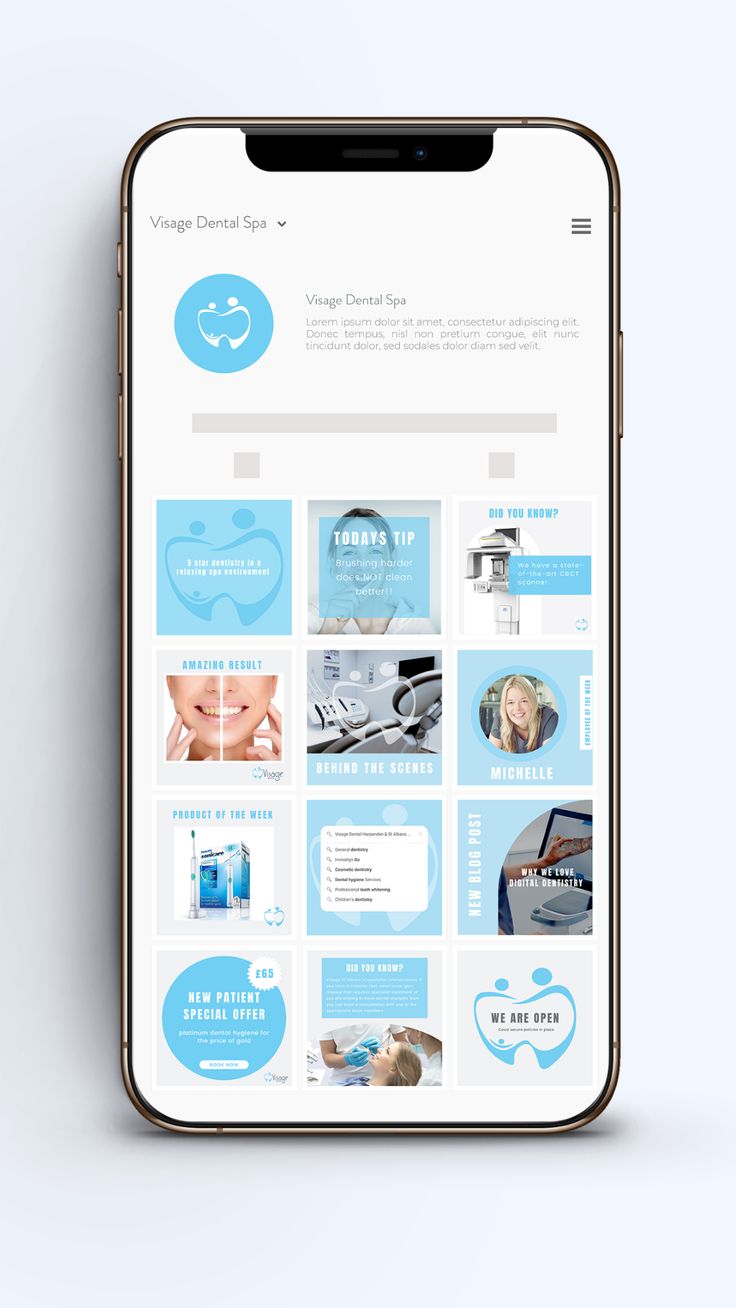 Visage Dental Spa
Visage Dental Spa
Lorem ipsum dolor sit amet, consectetur adipiscing elit.
Donec tempus, nisl non pretium congue, elit nunc
tincidunt dolor, sed sodales dolor diam sed velit.
5 star dentistry in a
relaxing spa environment
TODAYS TIP
Brushing harder
does NOT clean
better!!
DID YOU KNOW?
We have a state-
of-the-art CBCT
scanner
AMAZING RESULT
Visage
BEHIND THE SCENES
EMPLOYEE OF THE WEEK
MICHELLE
PRODUCT OF THE WEEK
PHILIPS
sonicare
Visage Dental Harpenden & St Albans ...
General dentistry
Invisalign Go
Cosmetic dentistry
Dental hygiene Services
Professional teeth whitening
Children's dentistry
NEW BLOG POST
WHY WE LOVE
DIGITAL DENTISTRY
£65
NEW PATIENT
SPECIAL OFFER
platinum dental hygiene for
the price of gold
BOOK NOW
Visage
DID YOU KNOW?
WE ARE OPEN
Covid secure policies in place